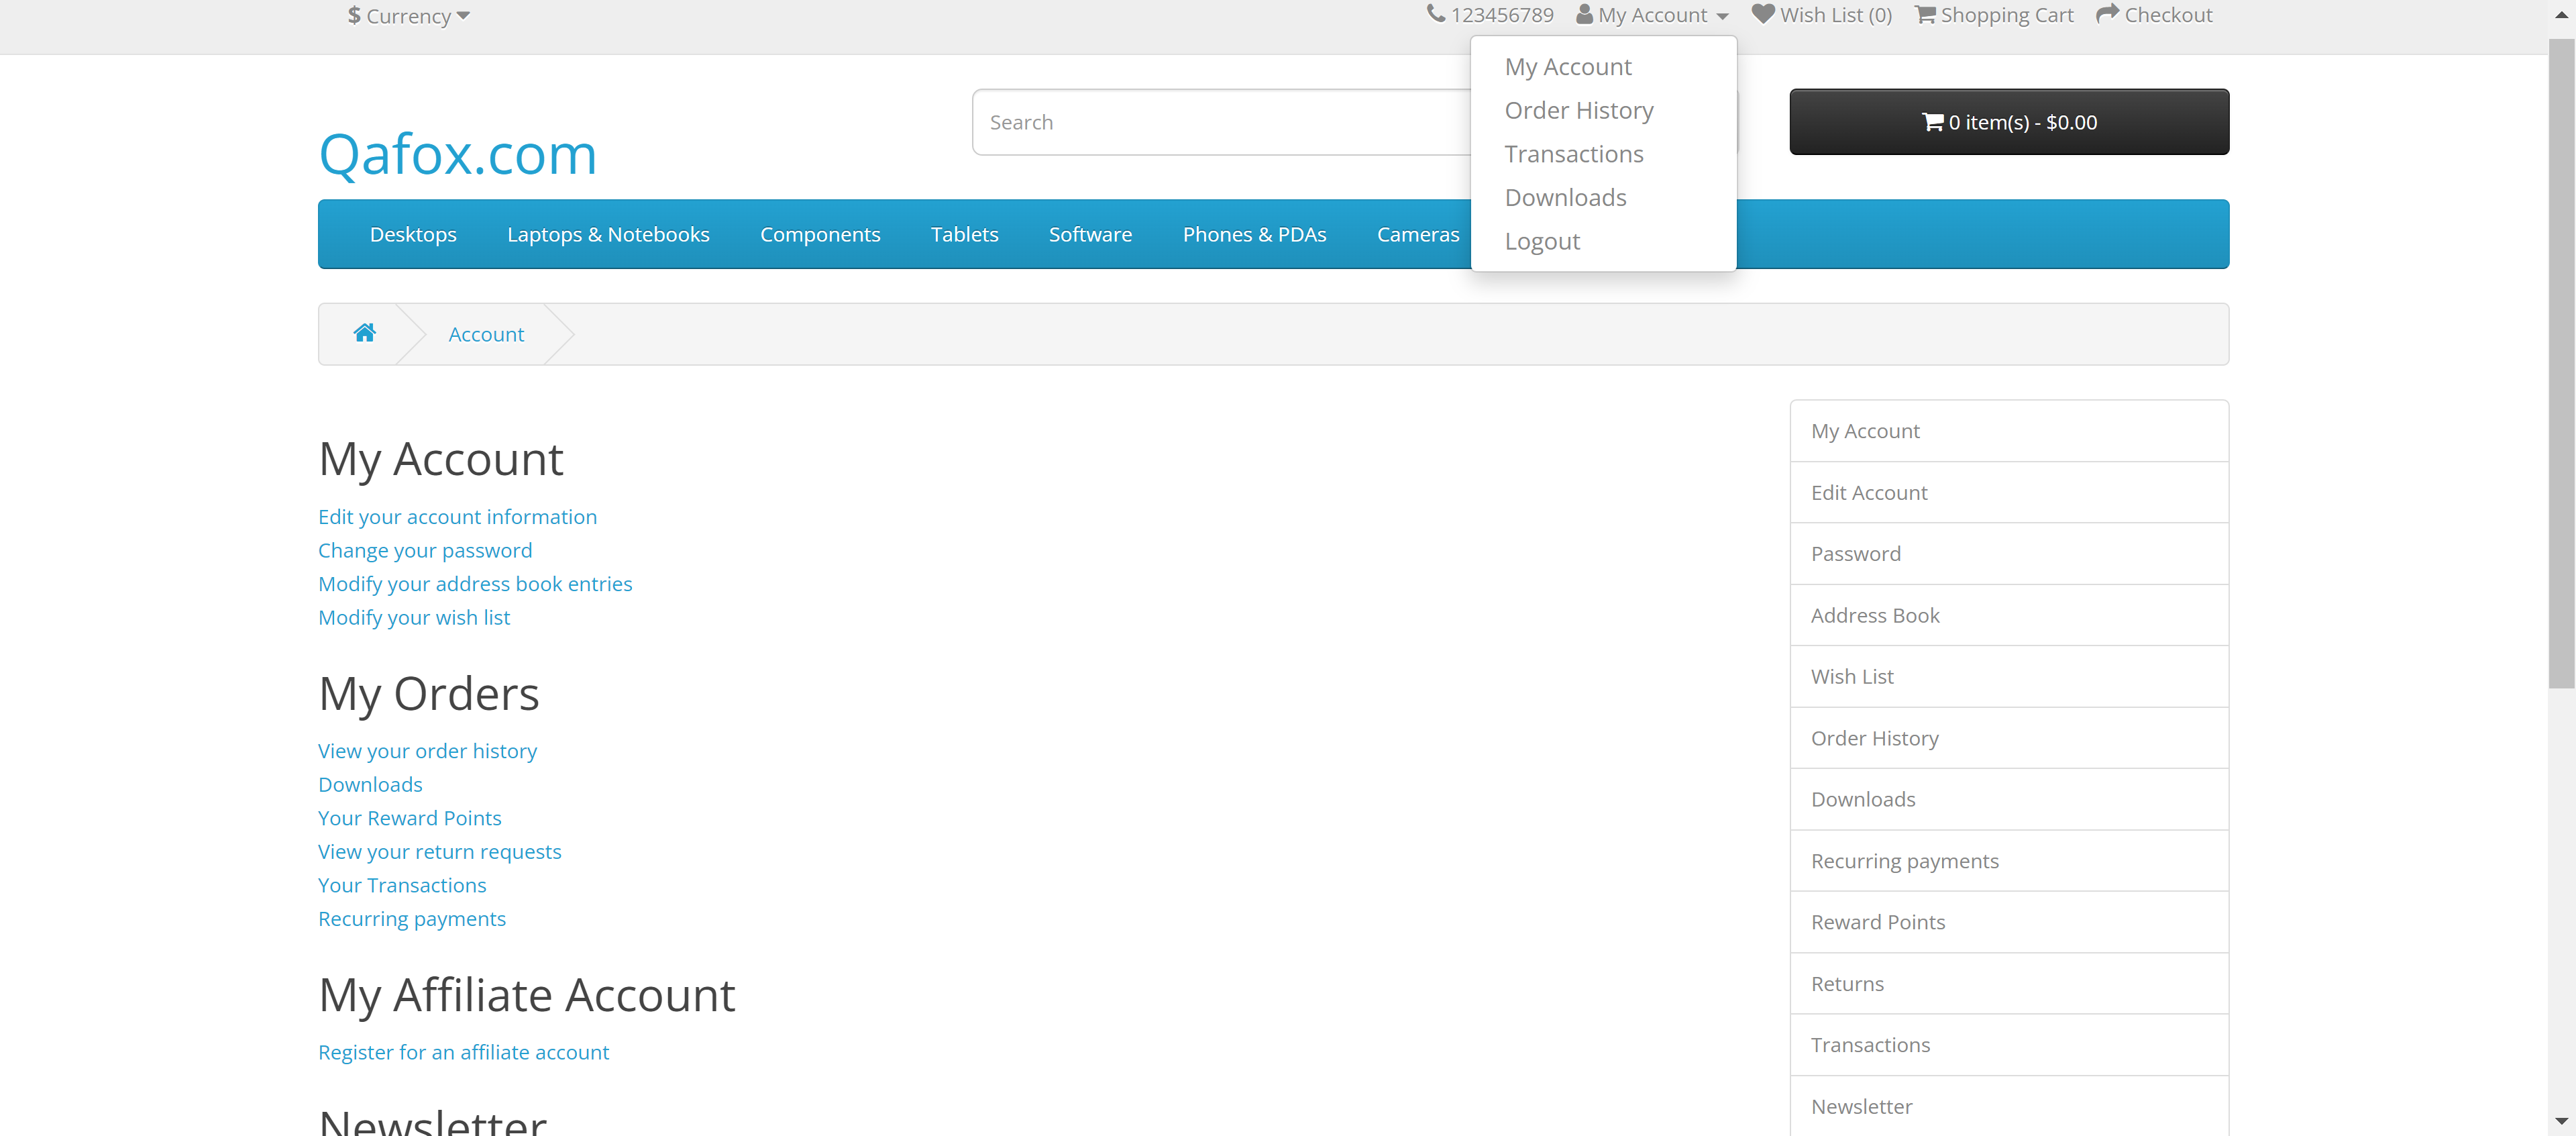 $ Currency
123456789 My Account Wish List (0) Shopping Cart Checkout
My Account
Order History
Transactions
Downloads
Logout
Qafox.com
Search
0 item(s) - $0.00
Desktops Laptops & Notebooks Components Tablets Software Phones & PDAs Cameras
Account
My Account
Edit your account information
Change your password
Modify your address book entries
Modify your wish list
My Orders
View your order history
Downloads
Your Reward Points
View your return requests
Your Transactions
Recurring payments
My Affiliate Account
Register for an affiliate account
Newsletter
My Account
Edit Account
Password
Address Book
Wish List
Order History
Downloads
Recurring payments
Reward Points
Returns
Transactions
Newsletter